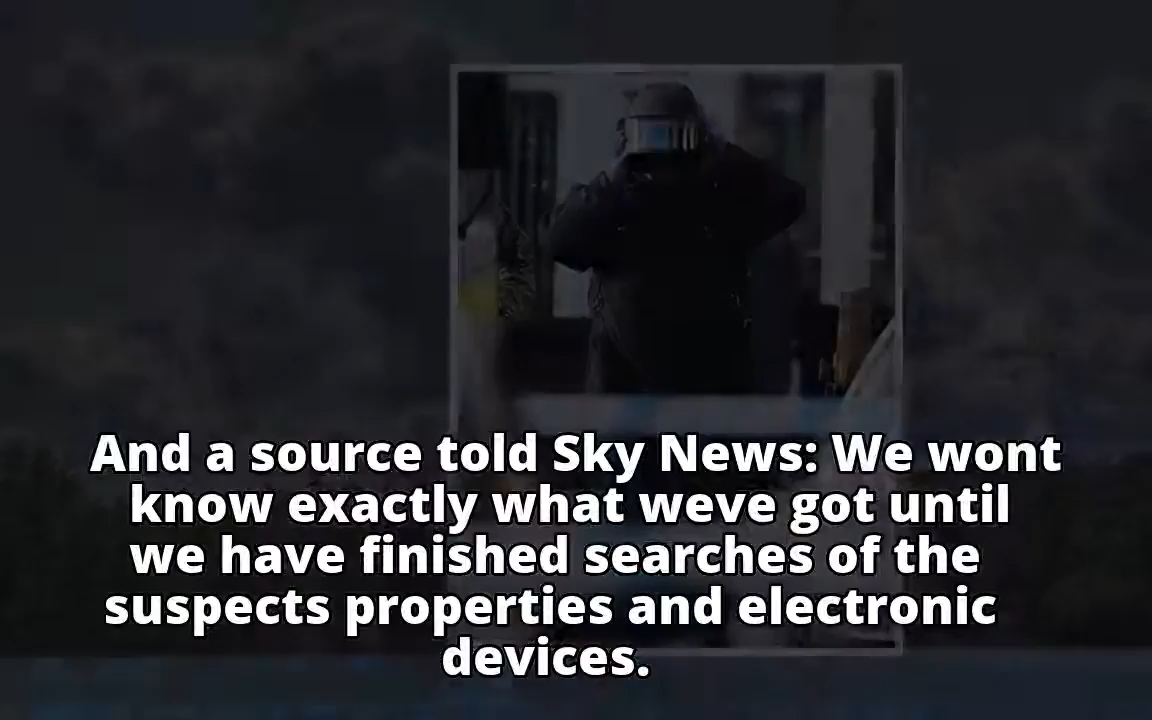 And a source told Sky News: We wont
know exactly what weve got until
we have finished searches of the
suspects properties and electronic
devices.